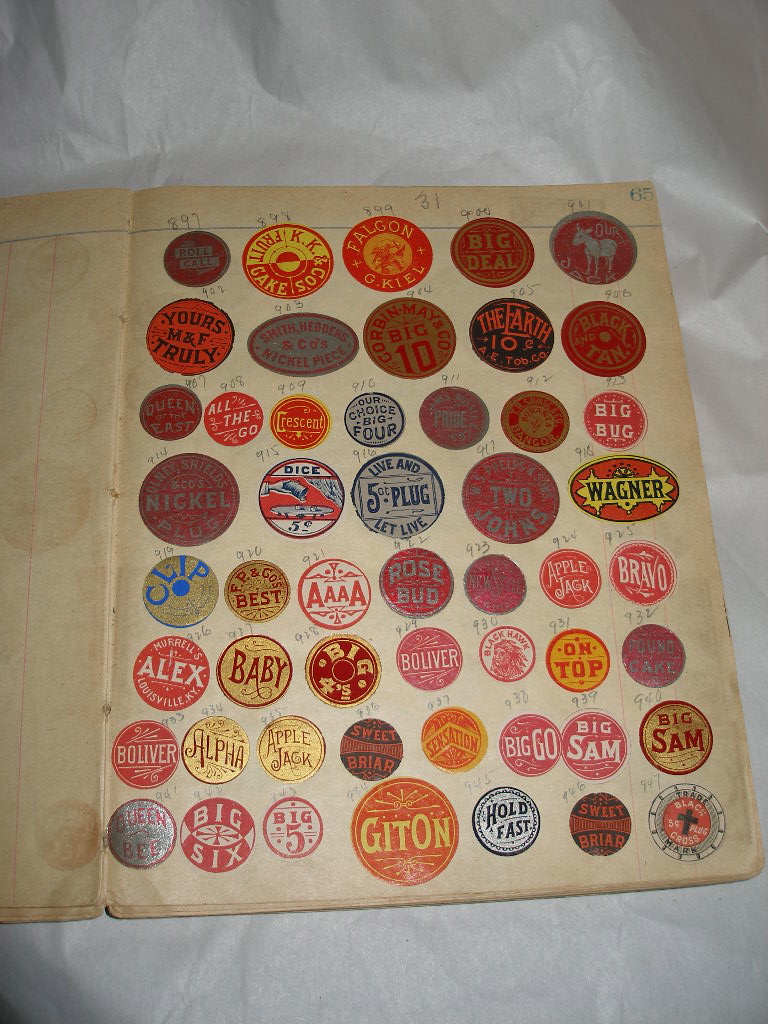 65
31
897 898 899 900 901
ROLL CALL
K.K. & CO'S FRUIT CAKE
FALCON G. KIEL
BIG DEAL
OUR JACK
902 903 904 905 906
YOURS M&F TRULY.
SMITH, HEDDENS & Co's NICKEL PIECE
CORBIN-MAY & CO BIG 10
THE EARTH 10¢ A.E. Tob. Co.
BLACK AND TAN
907 908 909 910 911 912 913
QUEEN OF THE EAST
ALL-THE-GO
Crescent
OUR CHOICE BIG FOUR
PRIDE
BANGOR
BIG BUG
914 915 916 917 918
SHIELDS & CO'S NICKEL PLUG
DICE 5¢
LIVE AND 5ct PLUG LET LIVE
TWO JOHNS
WAGNER
919 920 921 922 923 924 925
CLIP
F.P. & CO'S BEST
AAAA
ROSE BUD
APPLE JACK
BRAVO
926 927 928 929 930 931 932
MURRELL'S ALEX LOUISVILLE, KY.
BABY
BIG 4's
BOLIVER
BLACK HAWK
ON TOP
POUND CAKE
933 934 935 936 937 938 939 940
BOLIVER
ALPHA
APPLE JACK
SWEET BRIAR
SENSATION
BIG GO
BIG SAM
BIG SAM
941 942 943 944 945 946 947
QUEEN BEE
BIG SIX
BIG 5
GITON
HOLD FAST
SWEET BRIAR
TRADE BLACK 5¢ PLUG CROSS MARK